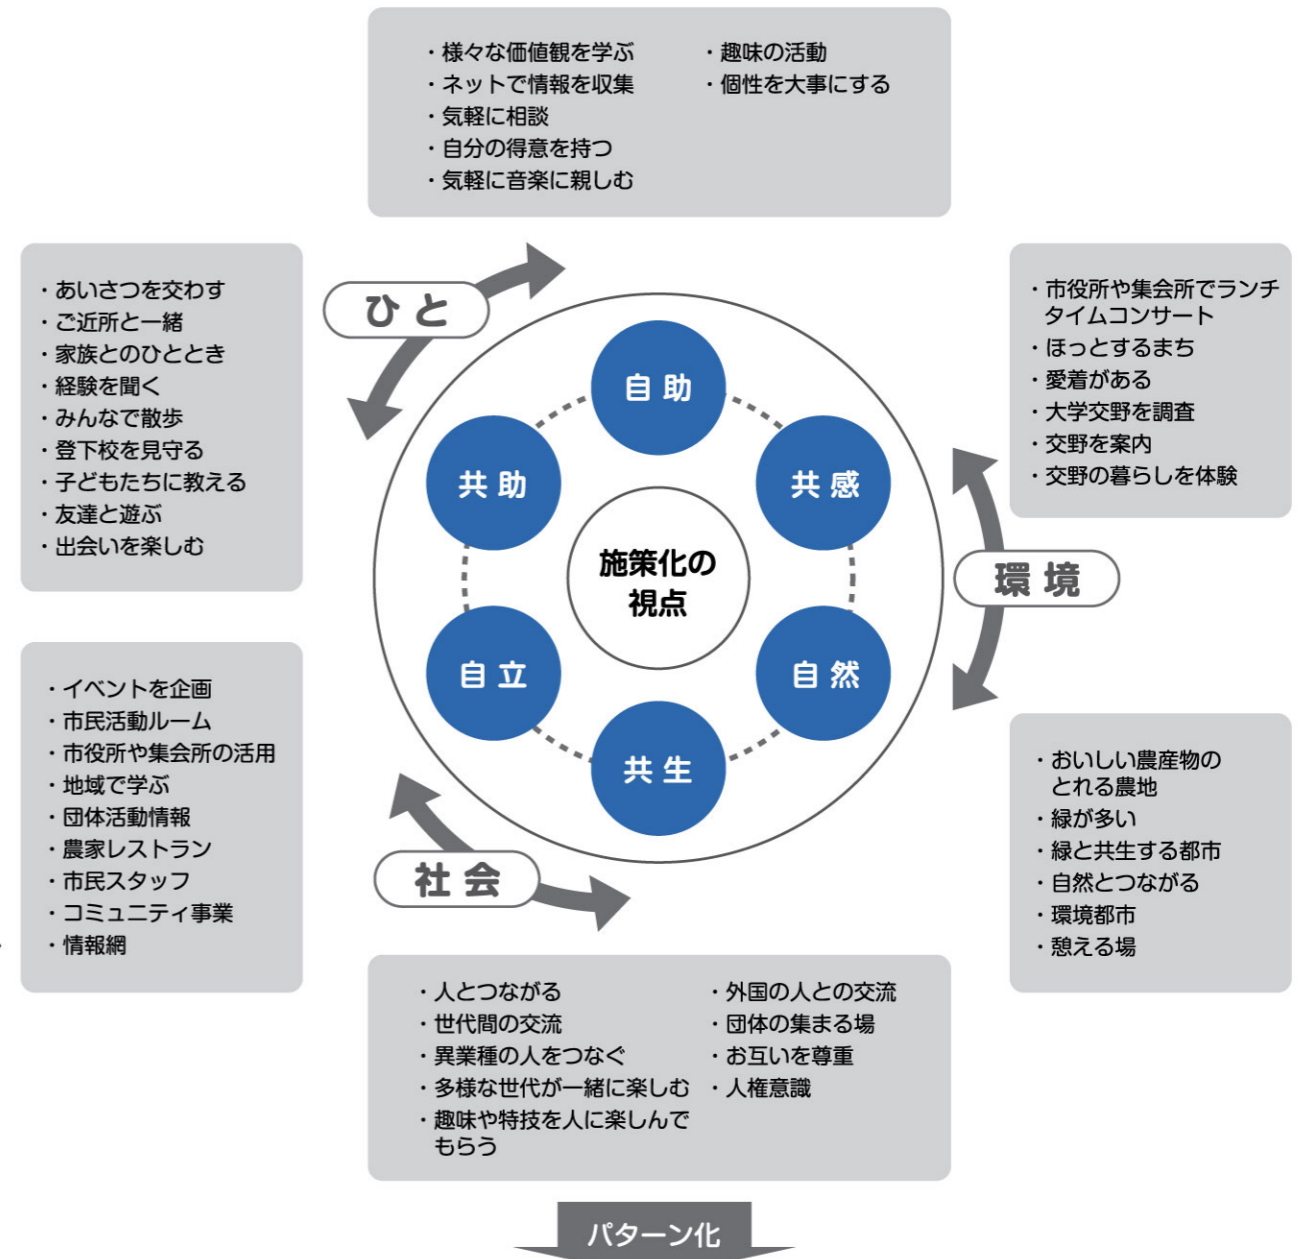 ・様々な価値観を学ぶ
・ネットで情報を収集
・気軽に相談
・自分の得意を持つ
・気軽に音楽に親しむ
・趣味の活動
・個性を大事にする
・あいさつを交わす
・ご近所と一緒
・家族とのひととき
・経験を聞く
・みんなで散歩
・登下校を見守る
・子どもたちに教える
・友達と遊ぶ
・出会いを楽しむ
ひと
・市役所や集会所でランチ
タイムコンサート
・ほっとするまち
・愛着がある
・大学交野を調査
・交野を案内
・交野の暮らしを体験
自助
共助
共感
施策化の
視点
環境
自立
自然
共生
・イベントを企画
・市民活動ルーム
・市役所や集会所の活用
・地域で学ぶ
・団体活動情報
・農家レストラン
・市民スタッフ
・コミュニティ事業
・情報網
社会
・おいしい農産物の
とれる農地
・緑が多い
・緑と共生する都市
・自然とつながる
・環境都市
・憩える場
・人とつながる
・世代間の交流
・異業種の人をつなぐ
・多様な世代が一緒に楽しむ
・趣味や特技を人に楽しんで
もらう
・外国の人との交流
・団体の集まる場
・お互いを尊重
・人権意識
パターン化